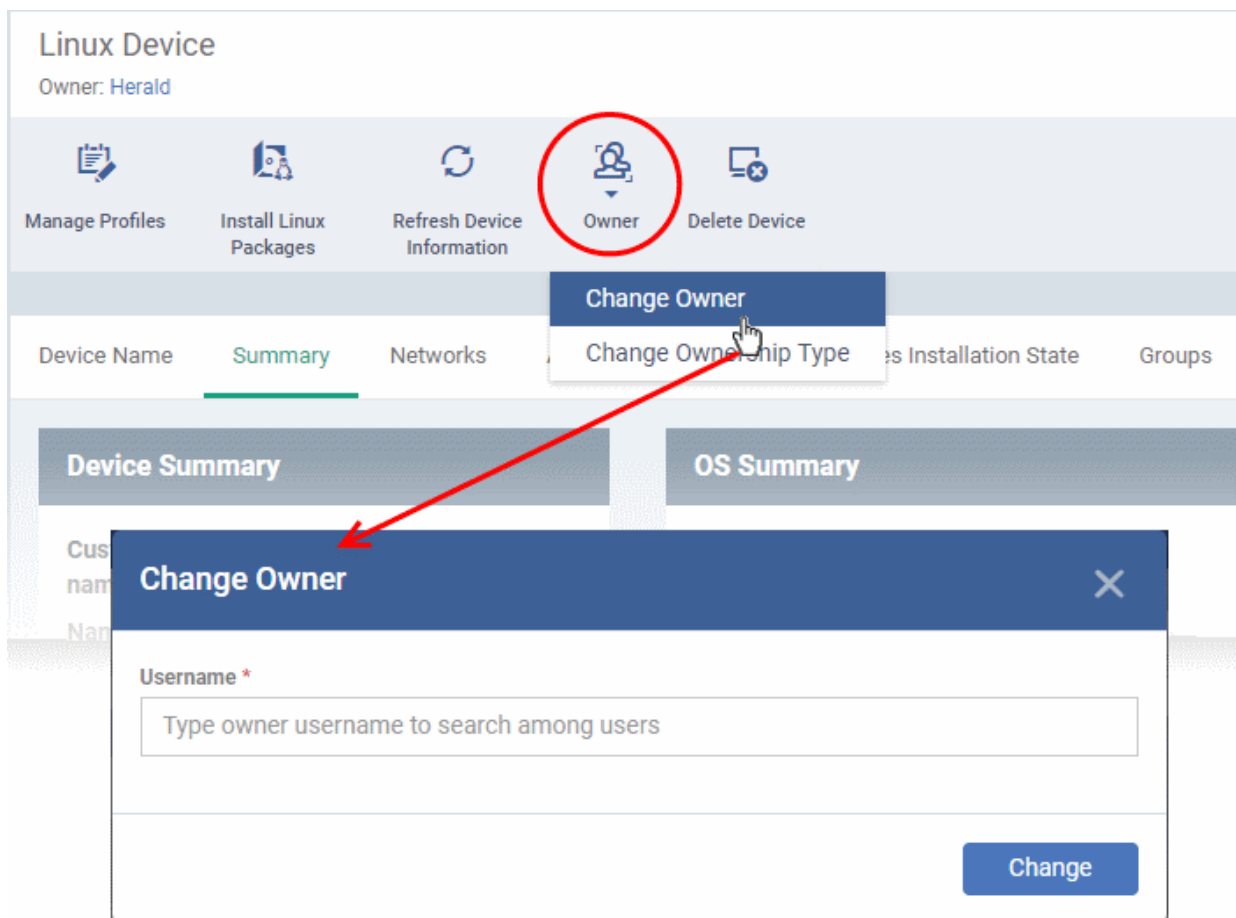 Linux Device
Owner: Herald
Manage Profiles
Install Linux
Packages
Refresh Device
Information
Owner
Delete Device
Change Owner
Change Ownership Type
Device Name Summary Networks Installation State Groups
Device Summary OS Summary
Change Owner
Username *
Type owner username to search among users
Change